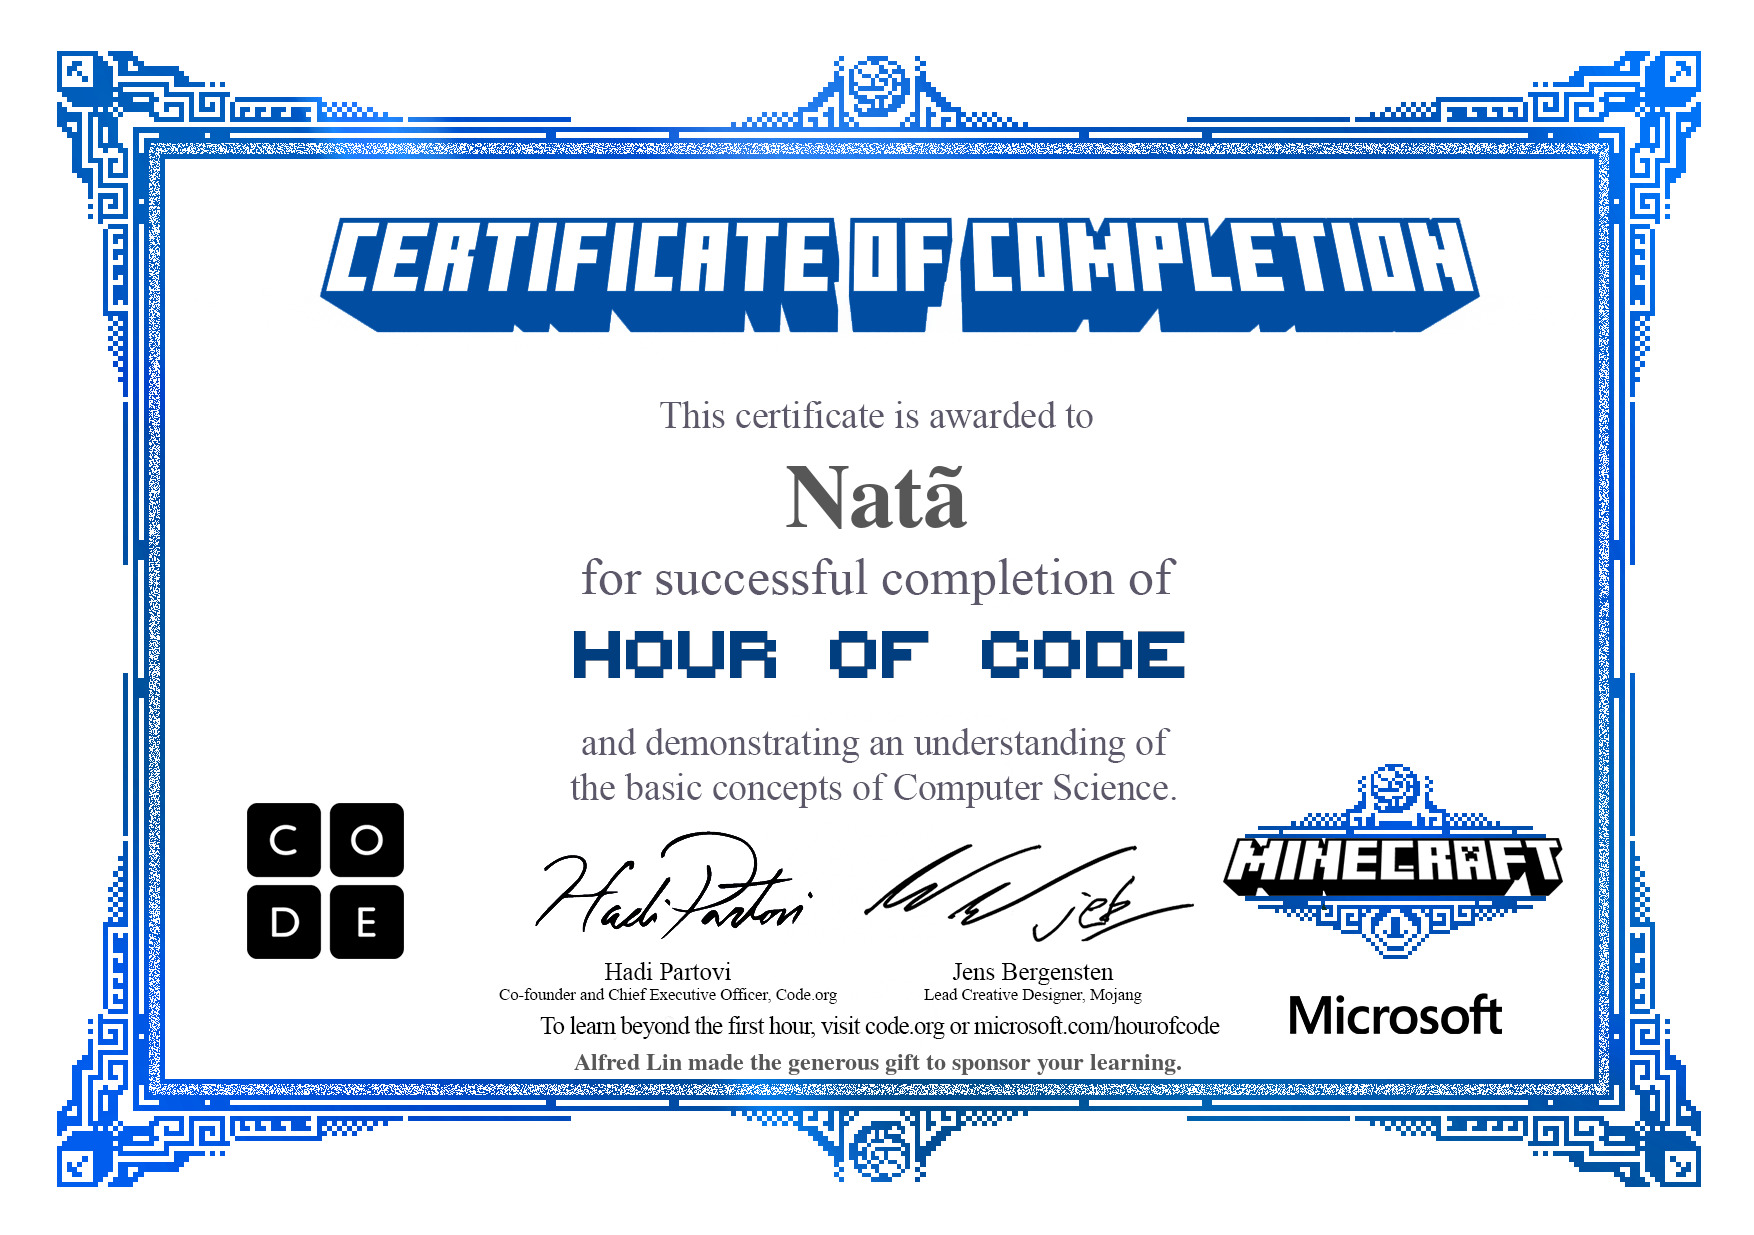 CERTIFICATE OF COMPLETION
This certificate is awarded to
Natã
for successful completion of
HOUR OF CODE
and demonstrating an understanding of
the basic concepts of Computer Science.
C O
D E
Hadi Partovi
jeb
Hadi Partovi
Co-founder and Chief Executive Officer, Code.org
Jens Bergensten
Lead Creative Designer, Mojang
To learn beyond the first hour, visit code.org or microsoft.com/hourofcode
Alfred Lin made the generous gift to sponsor your learning.
MINECRAFT
Microsoft